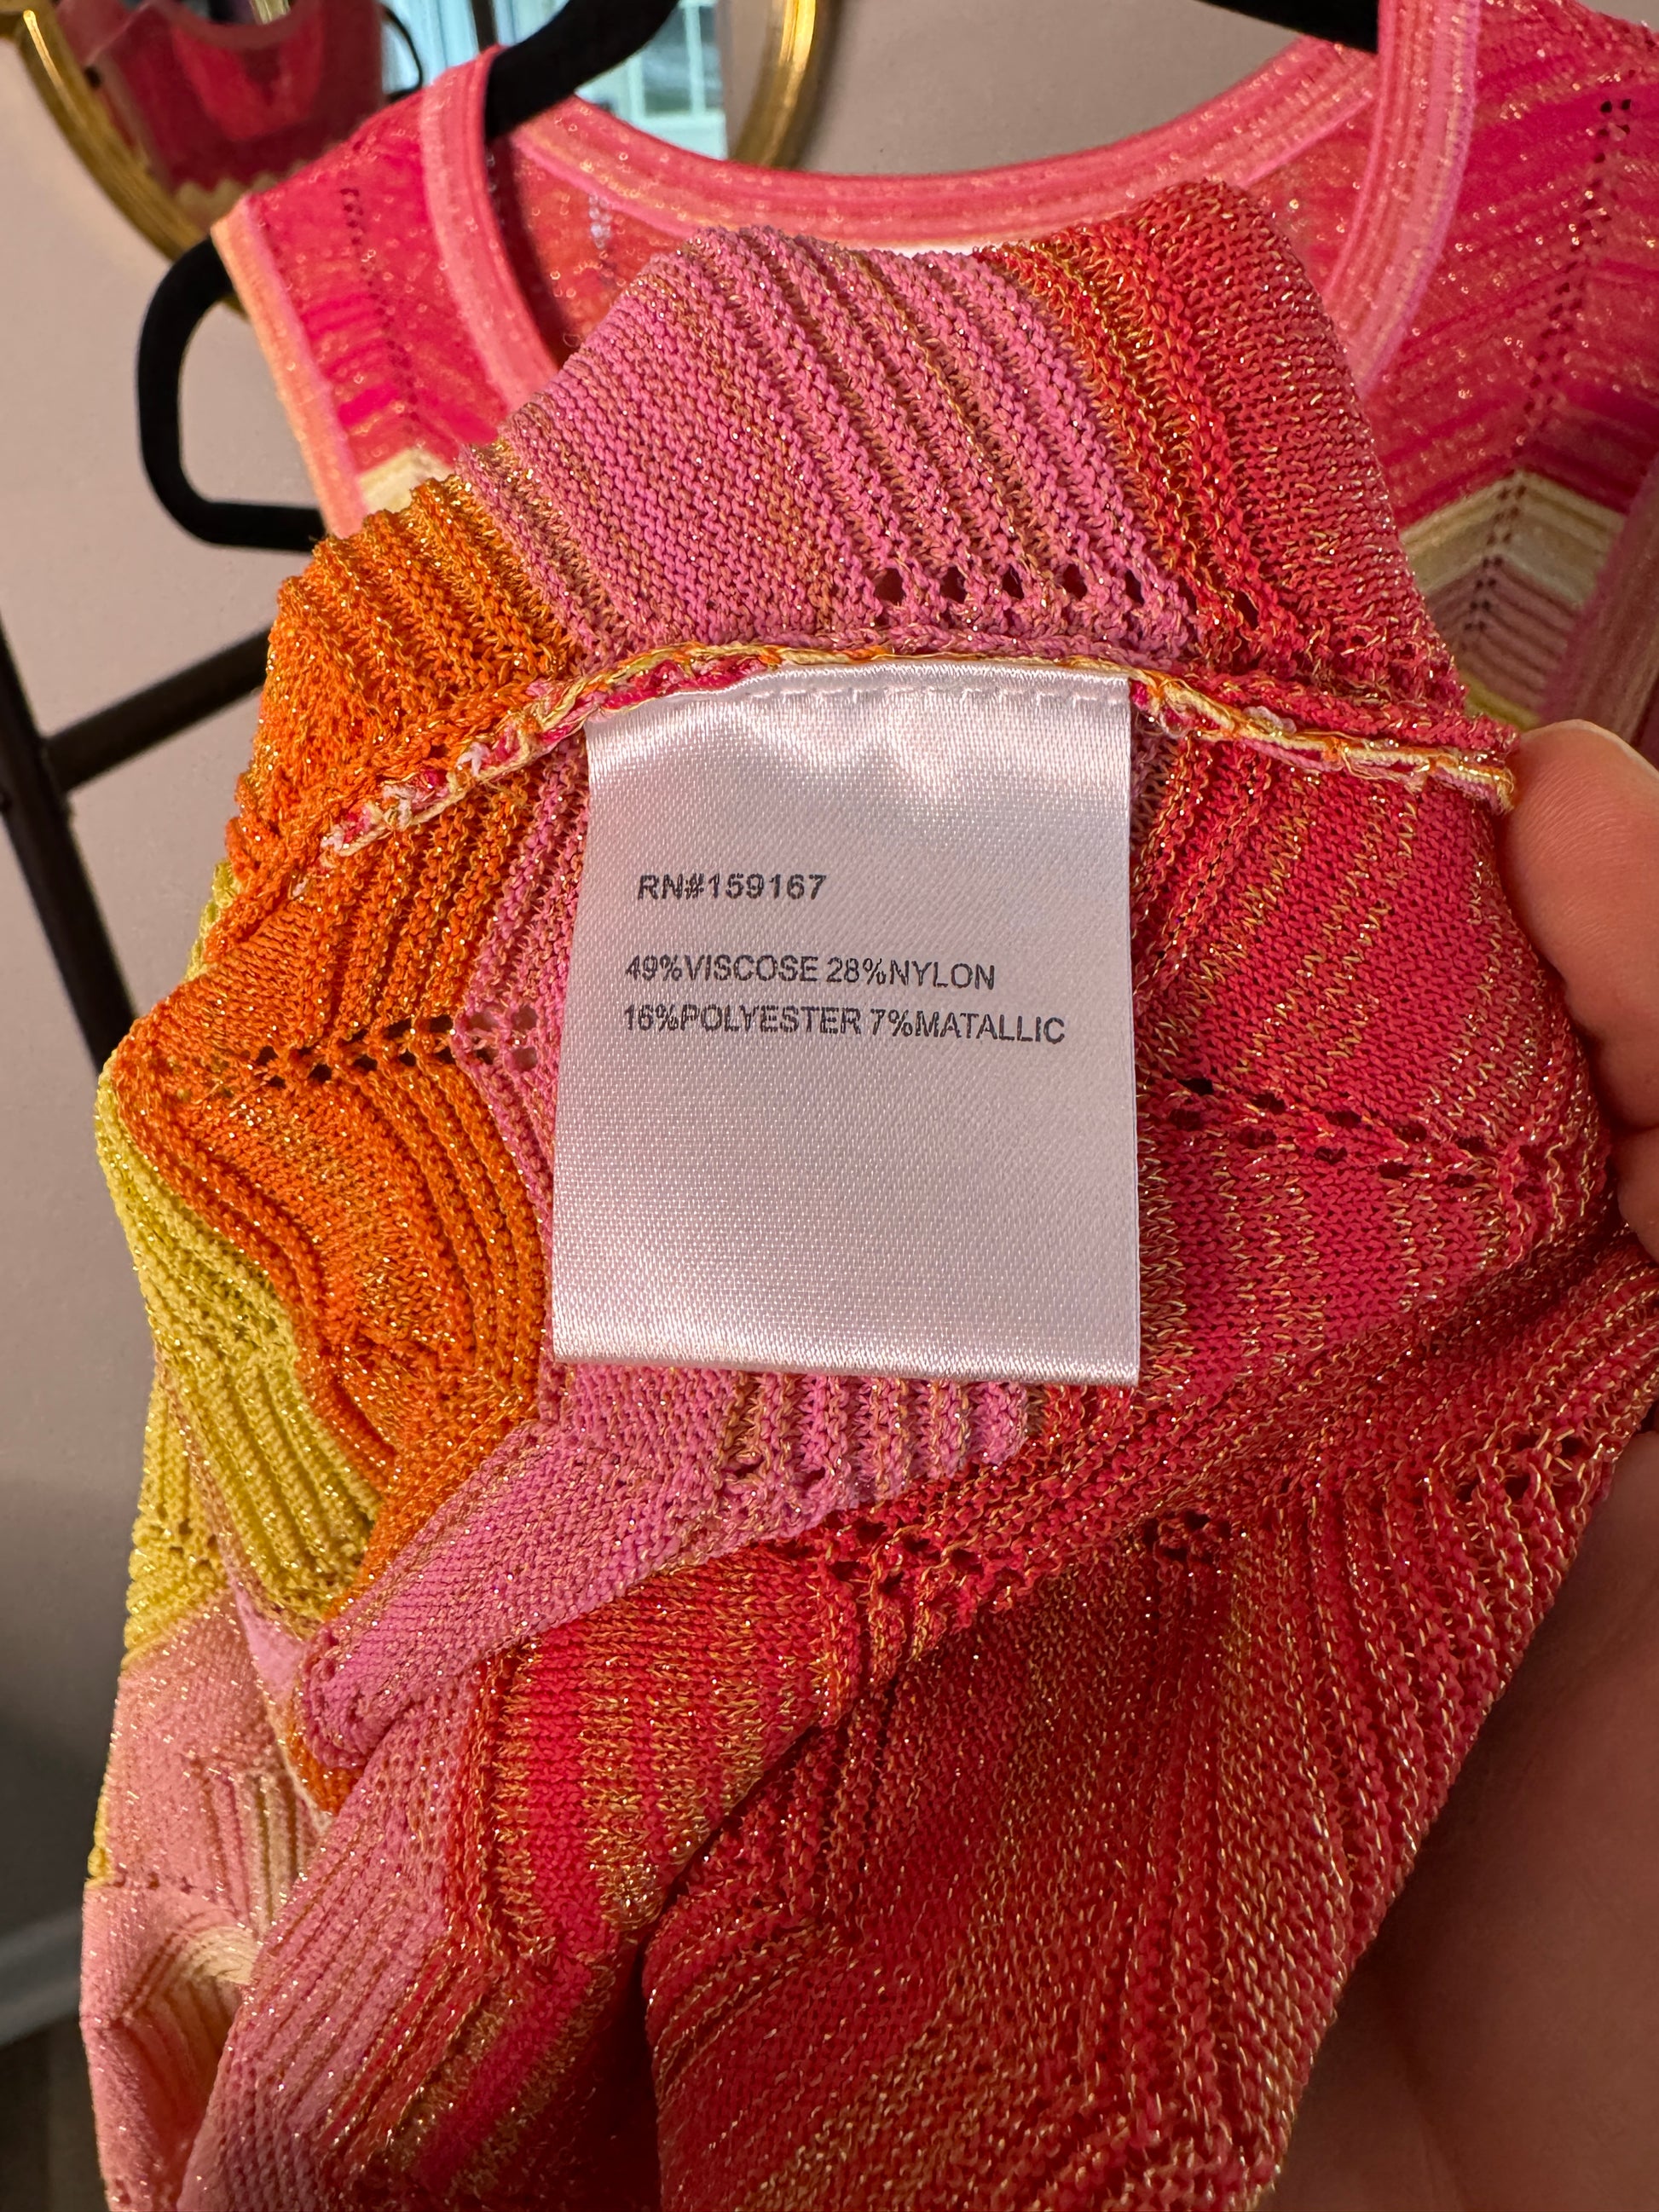 RN#159167
49%VISCOSE 28%NYLON
16%POLYESTER 7%MATALLIC